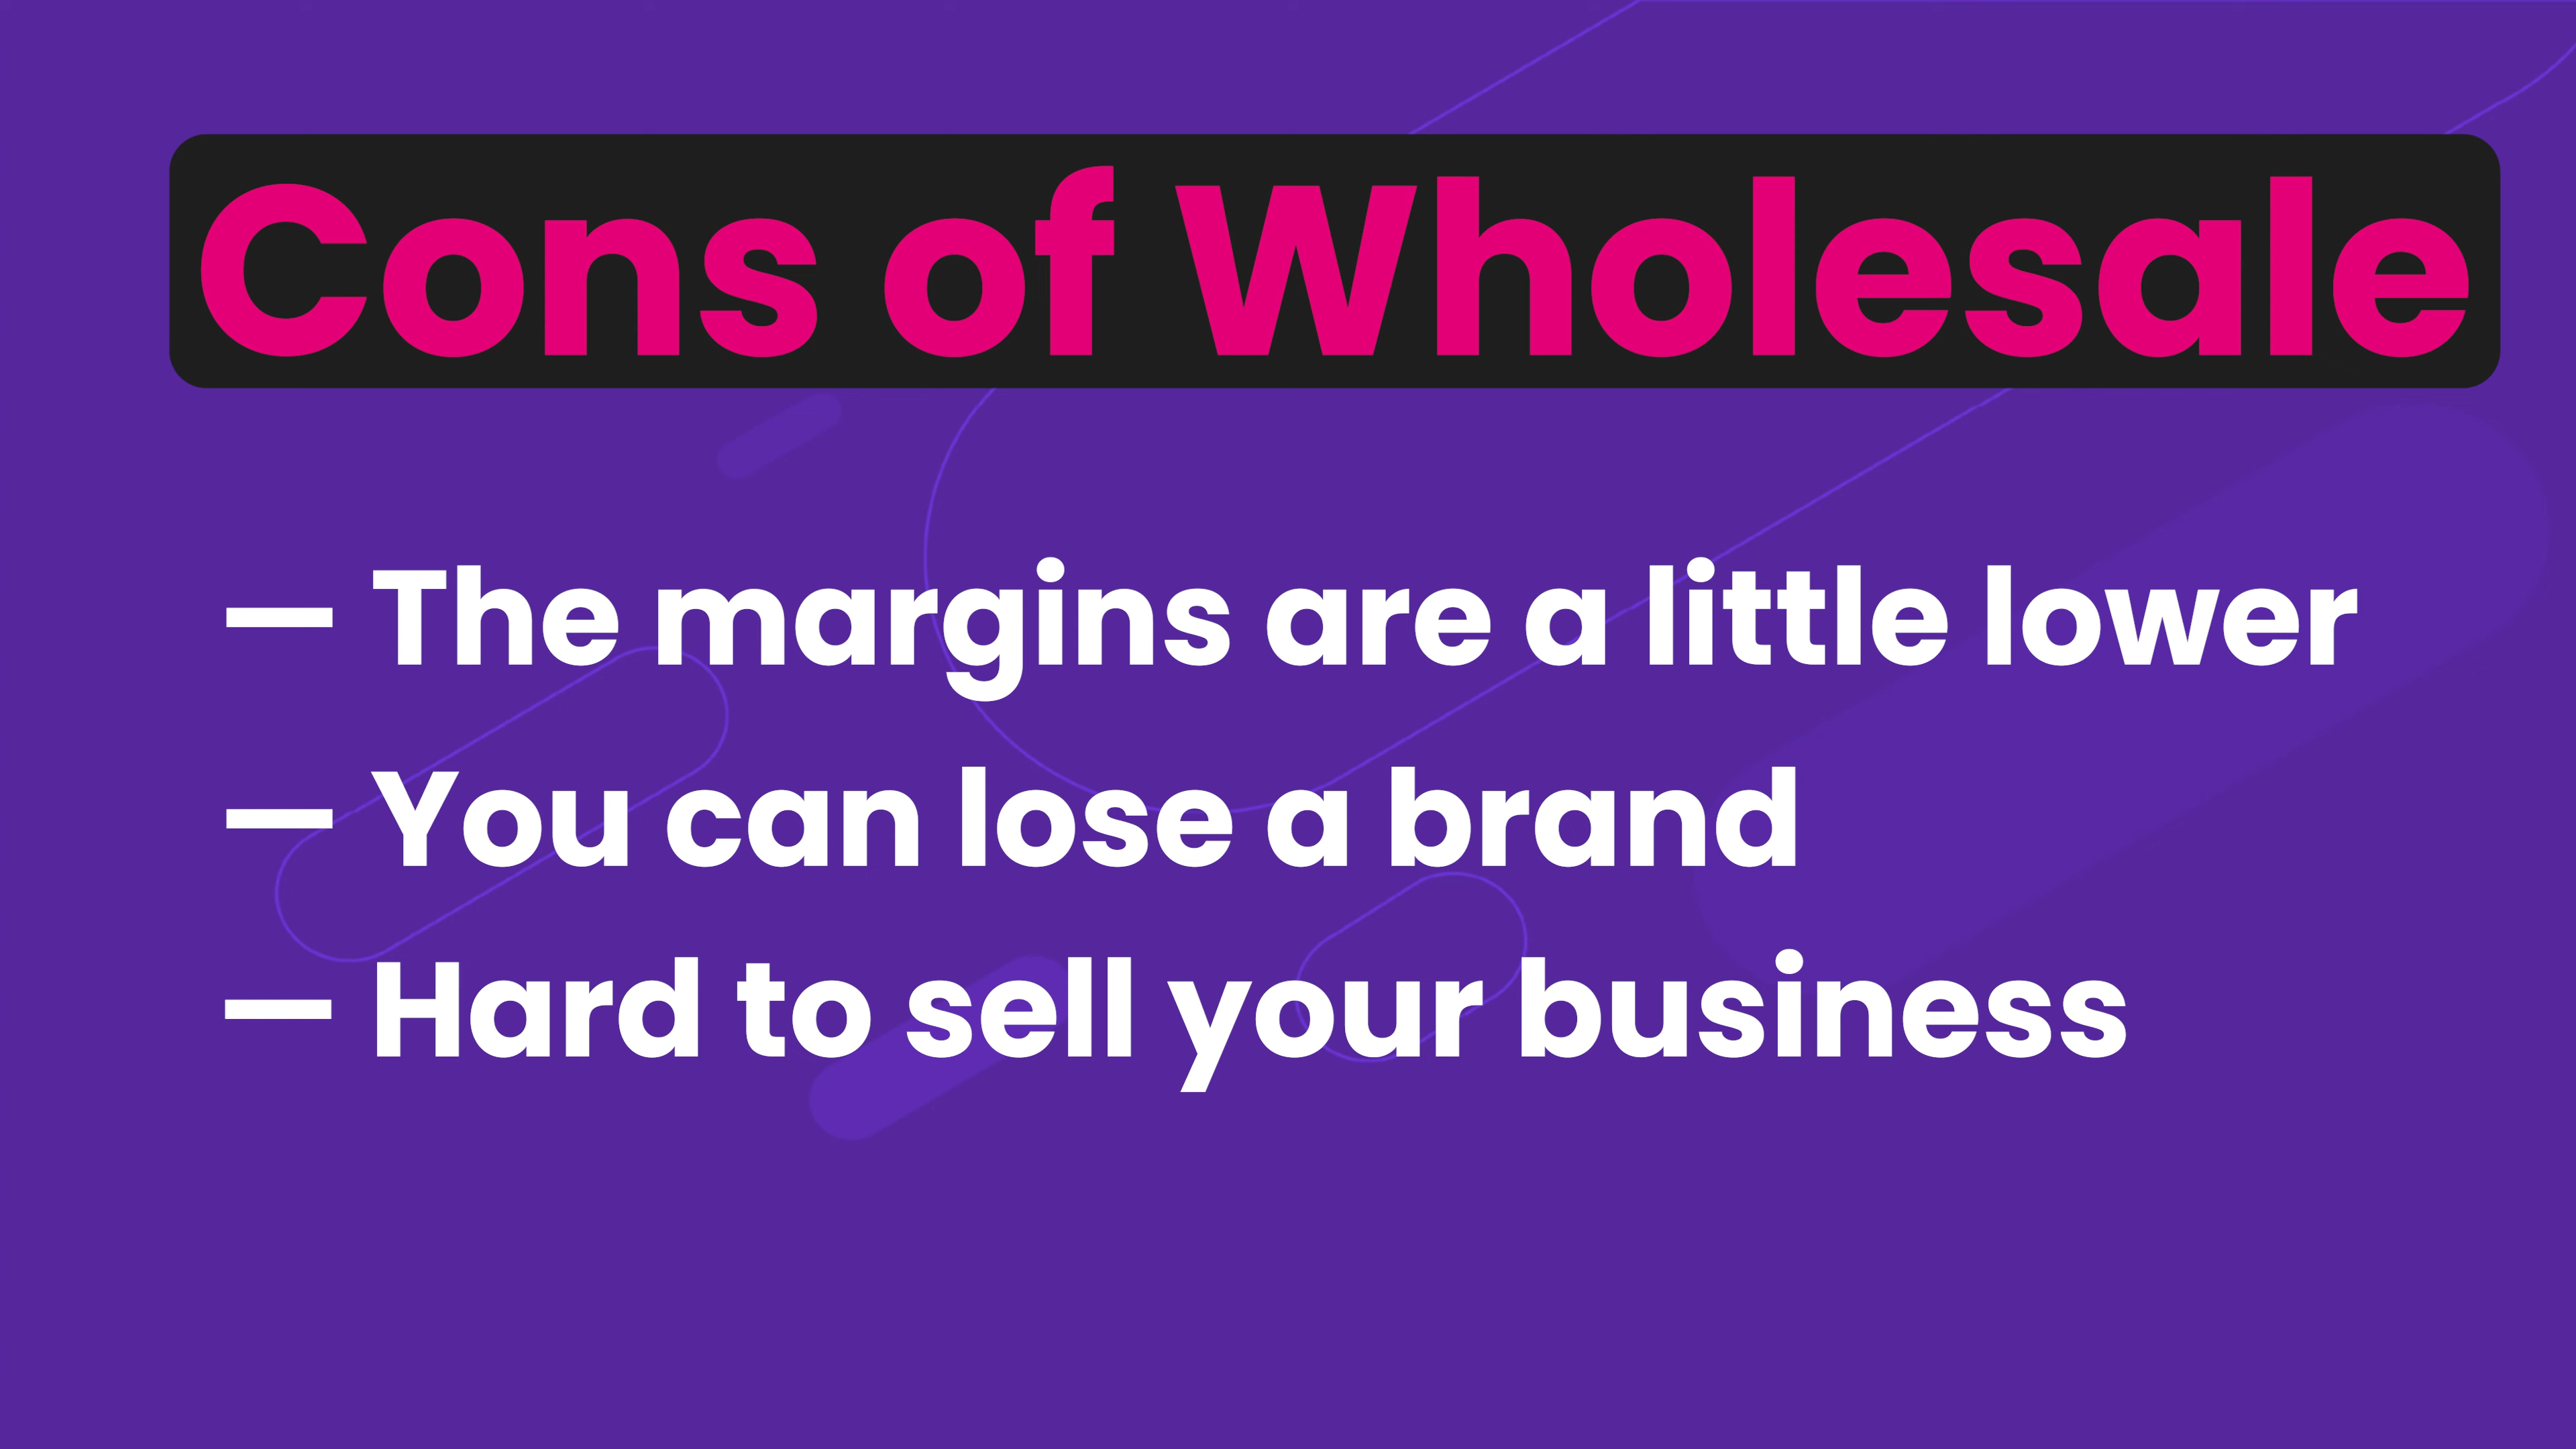 Cons of Wholesale
— The margins are a little lower
— You can lose a brand
— Hard to sell your business